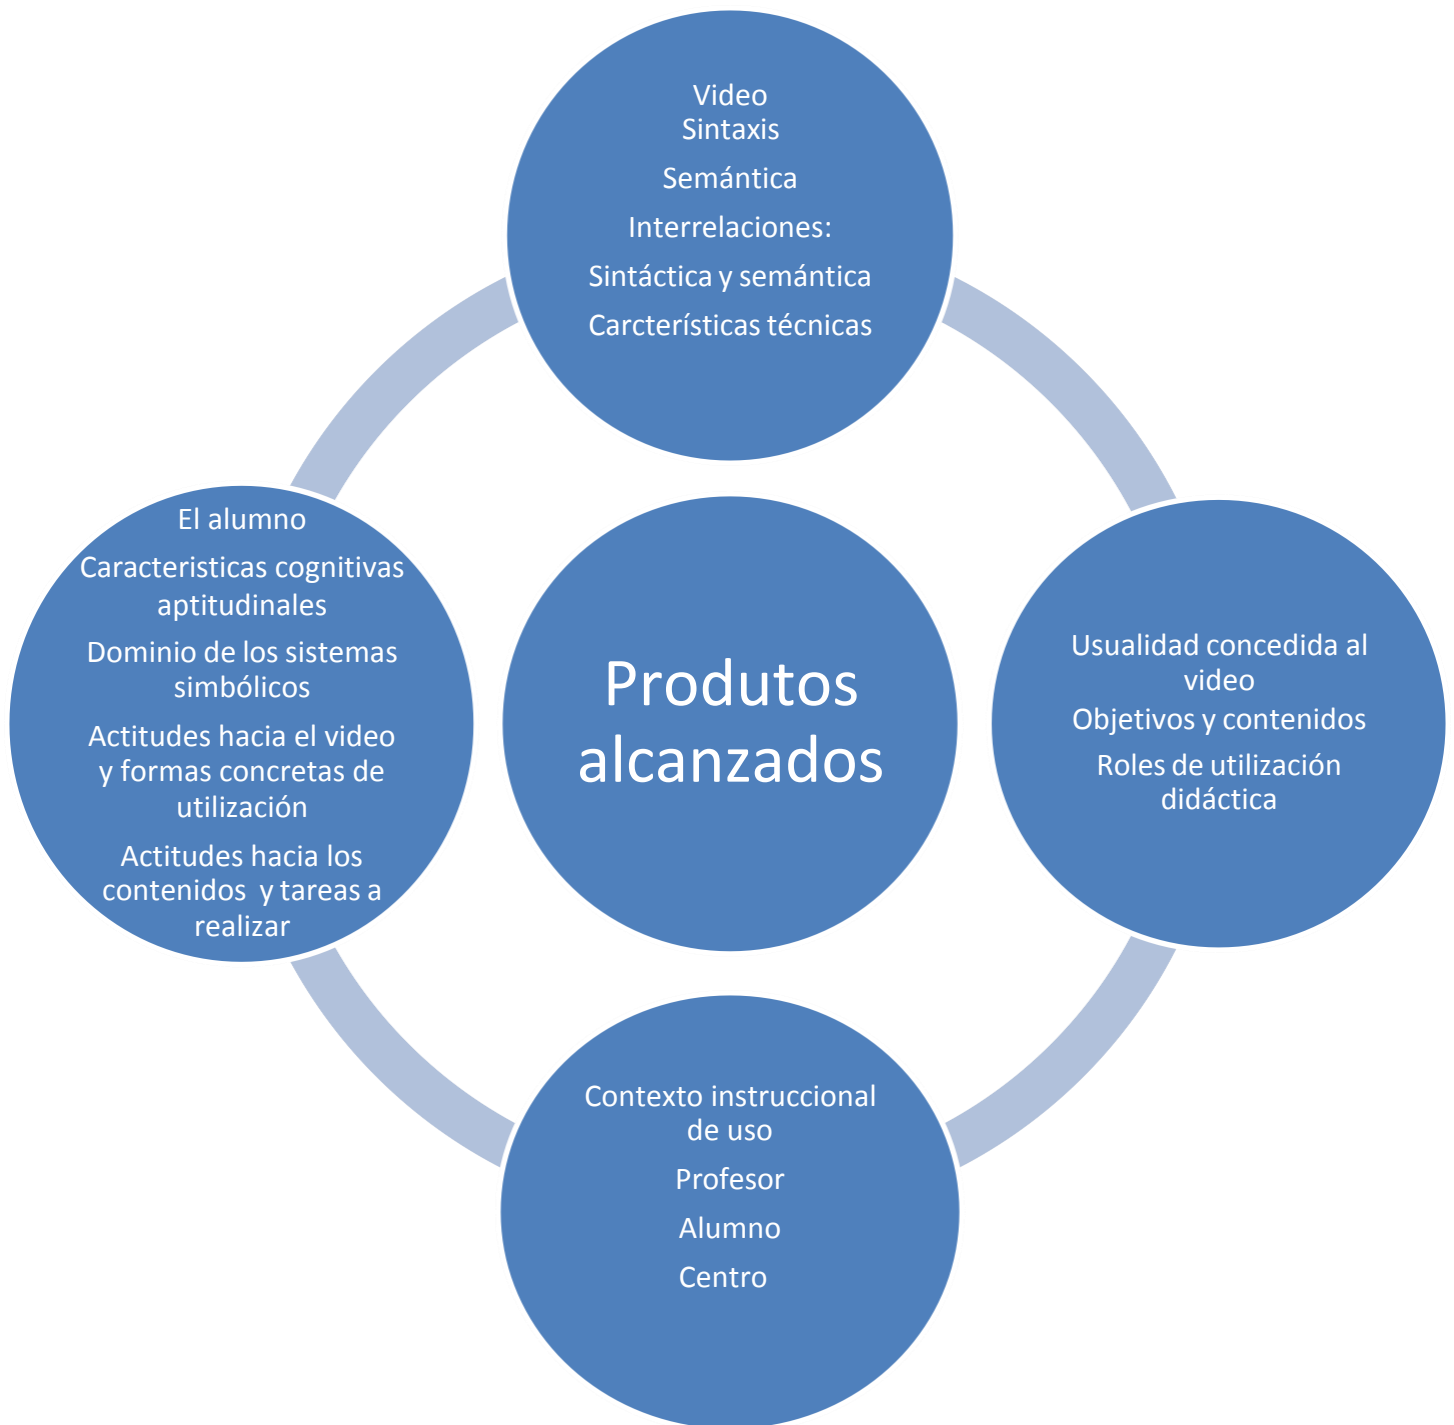 Video
Sintaxis
Semántica
Interrelaciones:
Sintáctica y semántica
Carcterísticas técnicas
El alumno
Caracteristicas cognitivas
aptitudinales
Dominio de los sistemas
simbólicos
Actitudes hacia el video
y formas concretas de
utilización
Actitudes hacia los
contenidos y tareas a
realizar
Produtos
alcanzados
Usualidad concedida al
video
Objetivos y contenidos
Roles de utilización
didáctica
Contexto instruccional
de uso
Profesor
Alumno
Centro